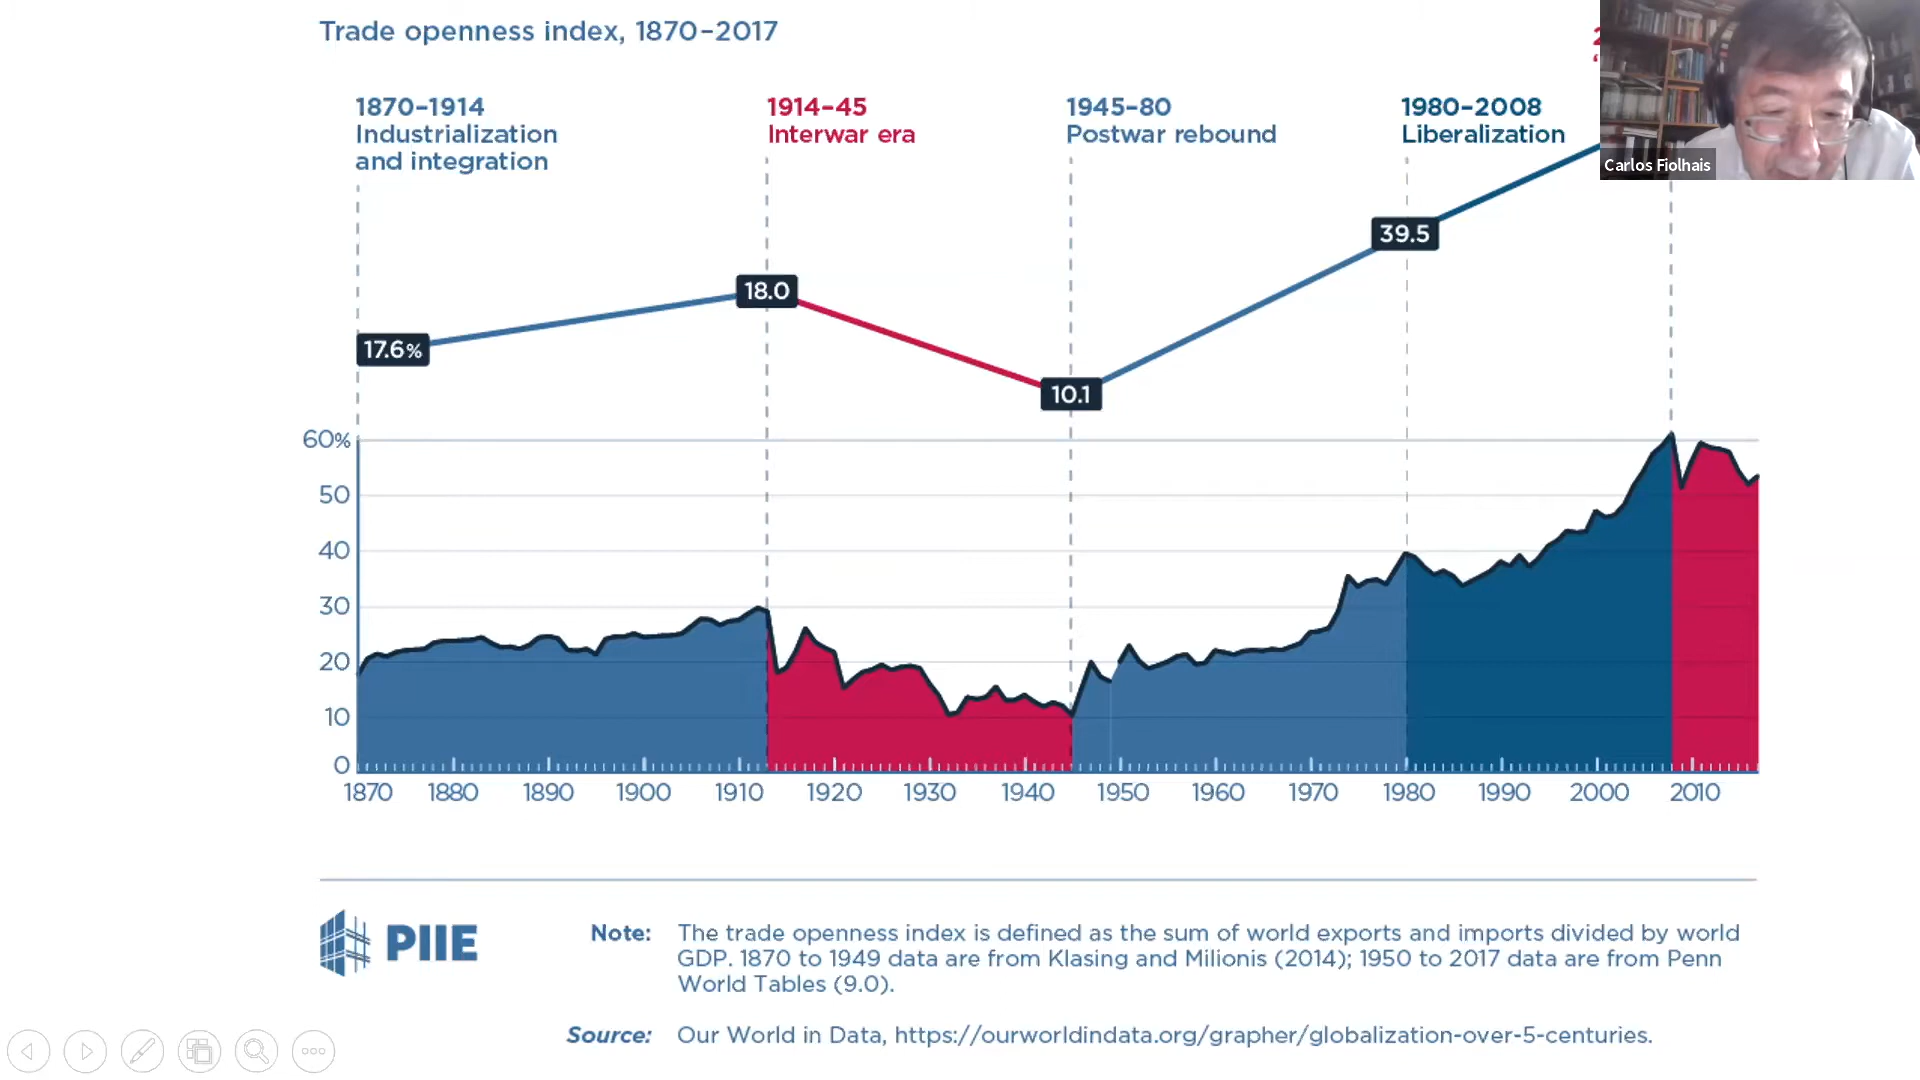 Trade openness index, 1870–2017
1870–1914
Industrialization
and integration
1914–45
Interwar era
1945–80
Postwar rebound
1980–2008
Liberalization
Carlos Fiolhais
17.6%
18.0
10.1
39.5
60%
50
40
30
20
10
0
1870 1880 1890 1900 1910 1920 1930 1940 1950 1960 1970 1980 1990 2000 2010
PIIE
Note: The trade openness index is defined as the sum of world exports and imports divided by world
GDP. 1870 to 1949 data are from Klasing and Milionis (2014); 1950 to 2017 data are from Penn
World Tables (9.0).
Source: Our World in Data, https://ourworldindata.org/grapher/globalization-over-5-centuries.